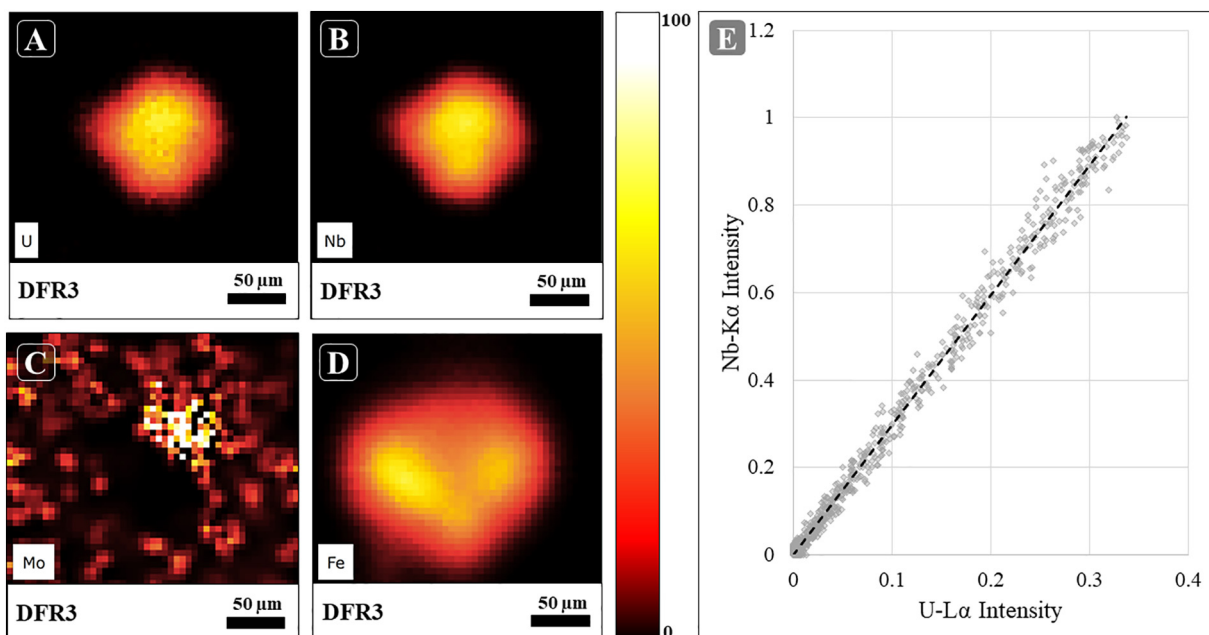 A
U
DFR3
50 µm
B
Nb
DFR3
50 µm
C
Mo
DFR3
50 µm
D
Fe
DFR3
50 µm
100
0
E
Nb-Kα Intensity
1.2
1
0.8
0.6
0.4
0.2
0
0
0.1
0.2
0.3
0.4
U-Lα Intensity